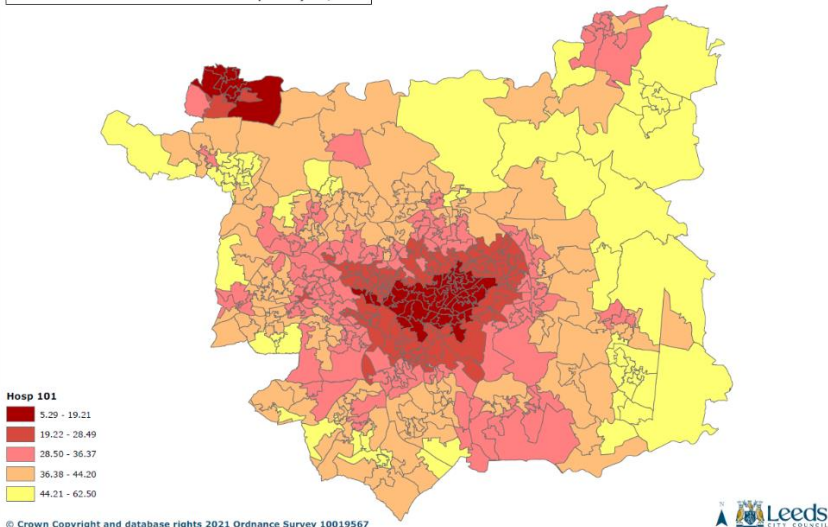 Hosp 101
5.29 - 19.21
19.22 - 28.49
28.50 - 36.37
36.38 - 44.20
44.21 - 62.50
© Crown Copyright and database rights 2021 Ordnance Survey 10019567
N
Leeds
CITY COUNCIL